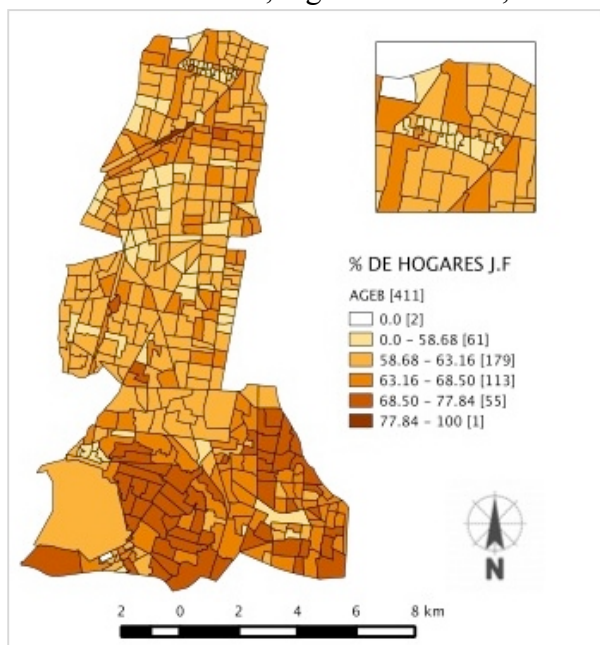 % DE HOGARES J.F
AGEB [411]
0.0 [2]
0.0 – 58.68 [61]
58.68 – 63.16 [179]
63.16 – 68.50 [113]
68.50 – 77.84 [55]
77.84 – 100 [1]
N
2 0 2 4 6 8 km